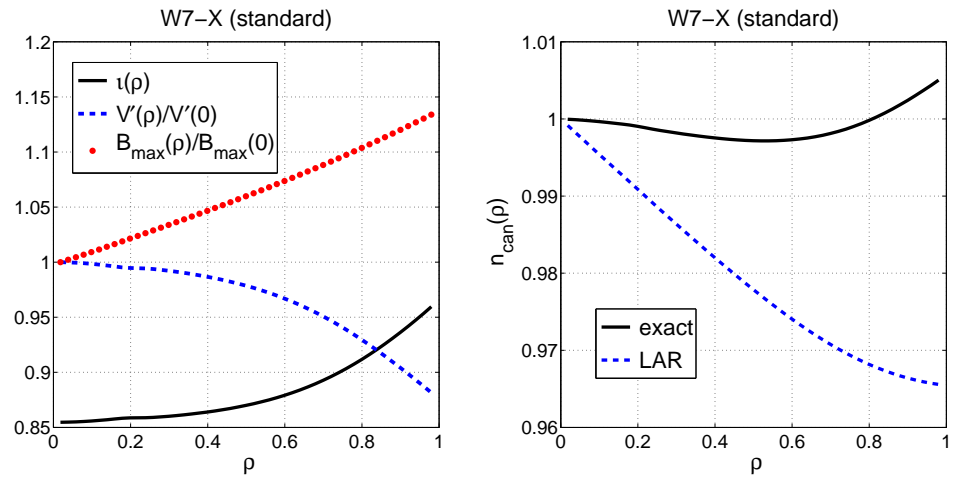 W7−X (standard)
1.2
1.15
1.1
1.05
1
0.95
0.9
0.85
ι(ρ)
V′(ρ)/V′(0)
B_max(ρ)/B_max(0)
0
0.2
0.4
0.6
0.8
1
ρ
W7−X (standard)
n_can(ρ)
1.01
1
0.99
0.98
0.97
0.96
exact
LAR
0
0.2
0.4
0.6
0.8
1
ρ